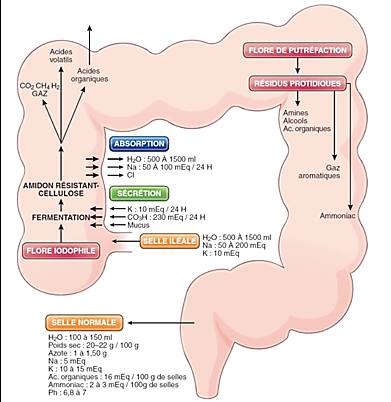 Acides
volatils
Acides
organiques
CO2 CH4 H2
GAZ
AMIDON RÉSISTANT-
CELLULOSE
FERMENTATION
FLORE IODOPHILE
ABSORPTION
H2O : 500 À 1500 ml
Na : 50 À 100 mEq / 24 H
Cl
SÉCRÉTION
K : 10 mEq / 24 H
CO3H : 230 mEq / 24 H
Mucus
SELLE ILÉALE
H2O : 500 À 1500 ml
Na : 50 À 200 mEq
K : 10 mEq
FLORE DE PUTRÉFACTION
RÉSIDUS PROTIDIQUES
Amines
Alcools
Ac. organiques
Gaz
aromatiques
Ammoniac
SELLE NORMALE
H2O : 100 à 150 ml
Poids sec : 20–22 g / 100 g
Azote : 1 à 1,50 g
Na : 5 mEq
K : 10 à 15 mEq
Ac. organiques : 16 mEq / 100 g de selles
Ammoniac : 2 à 3 mEq / 100g de selles
Ph : 6,8 à 7